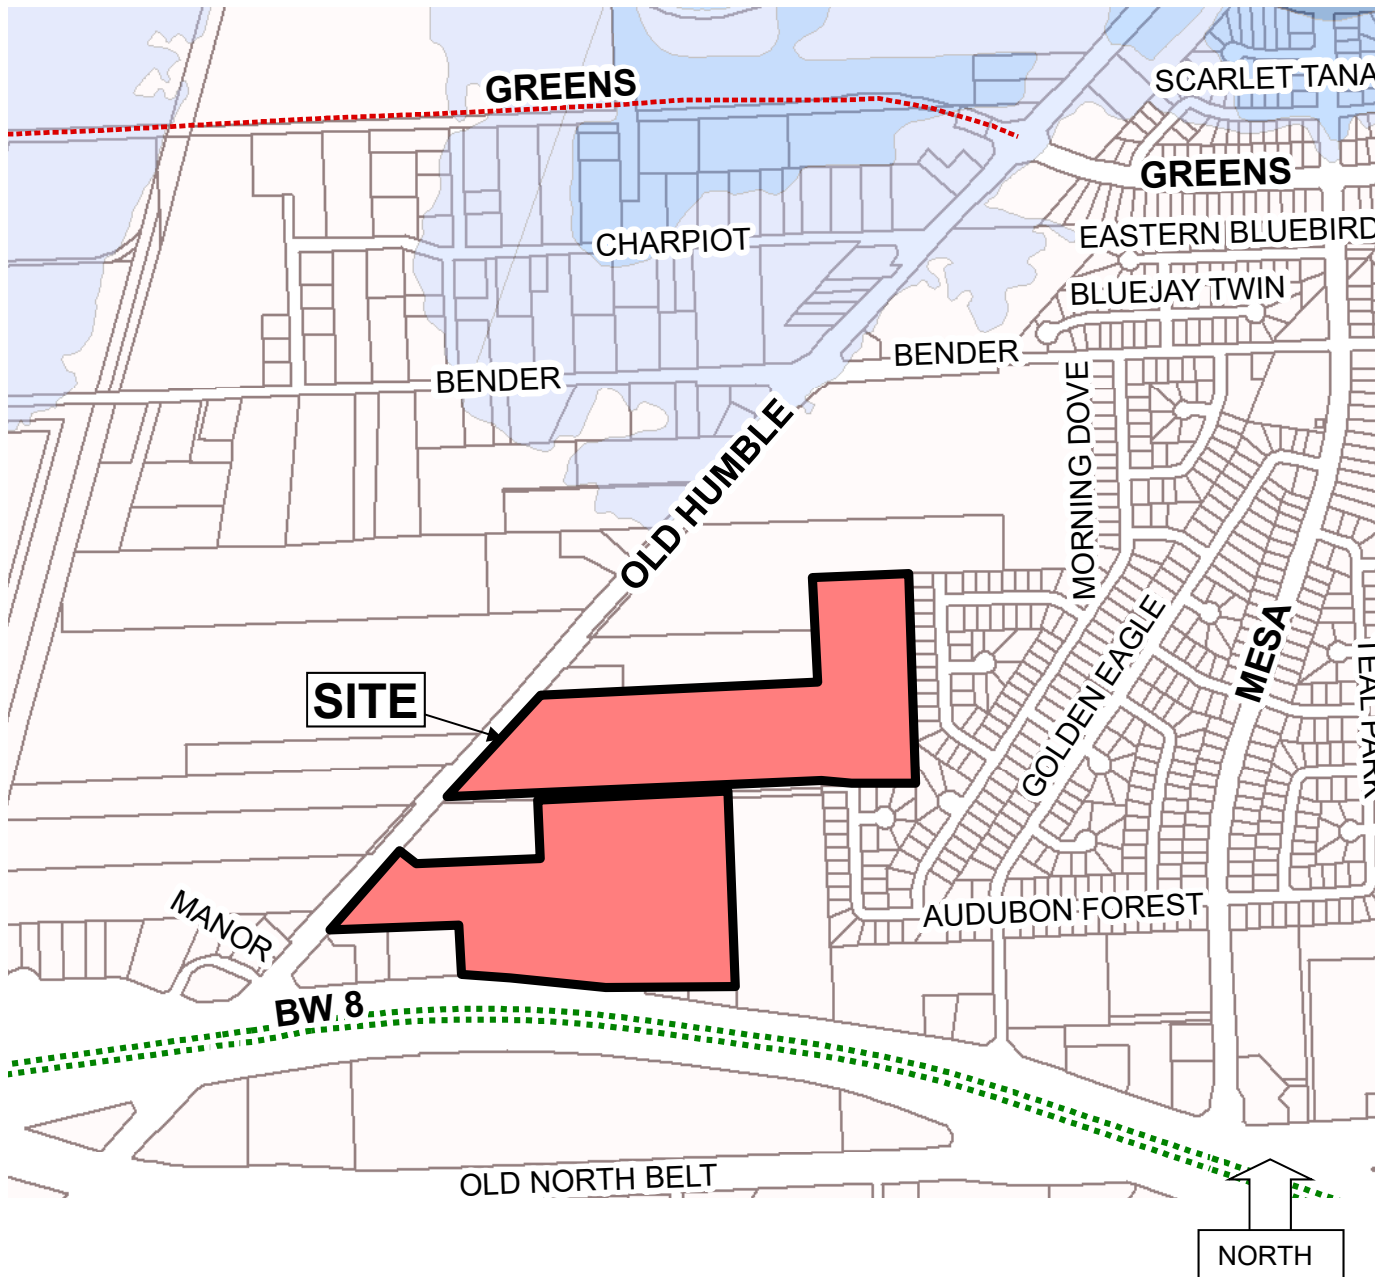 GREENS
SCARLET TANA
GREENS
CHARPIOT
EASTERN BLUEBIRD
BLUEJAY TWIN
BENDER
BENDER
MORNING DOVE
OLD HUMBLE
GOLDEN EAGLE
MESA
TEAL PARK
SITE
MANOR
AUDUBON FOREST
BW 8
OLD NORTH BELT
NORTH